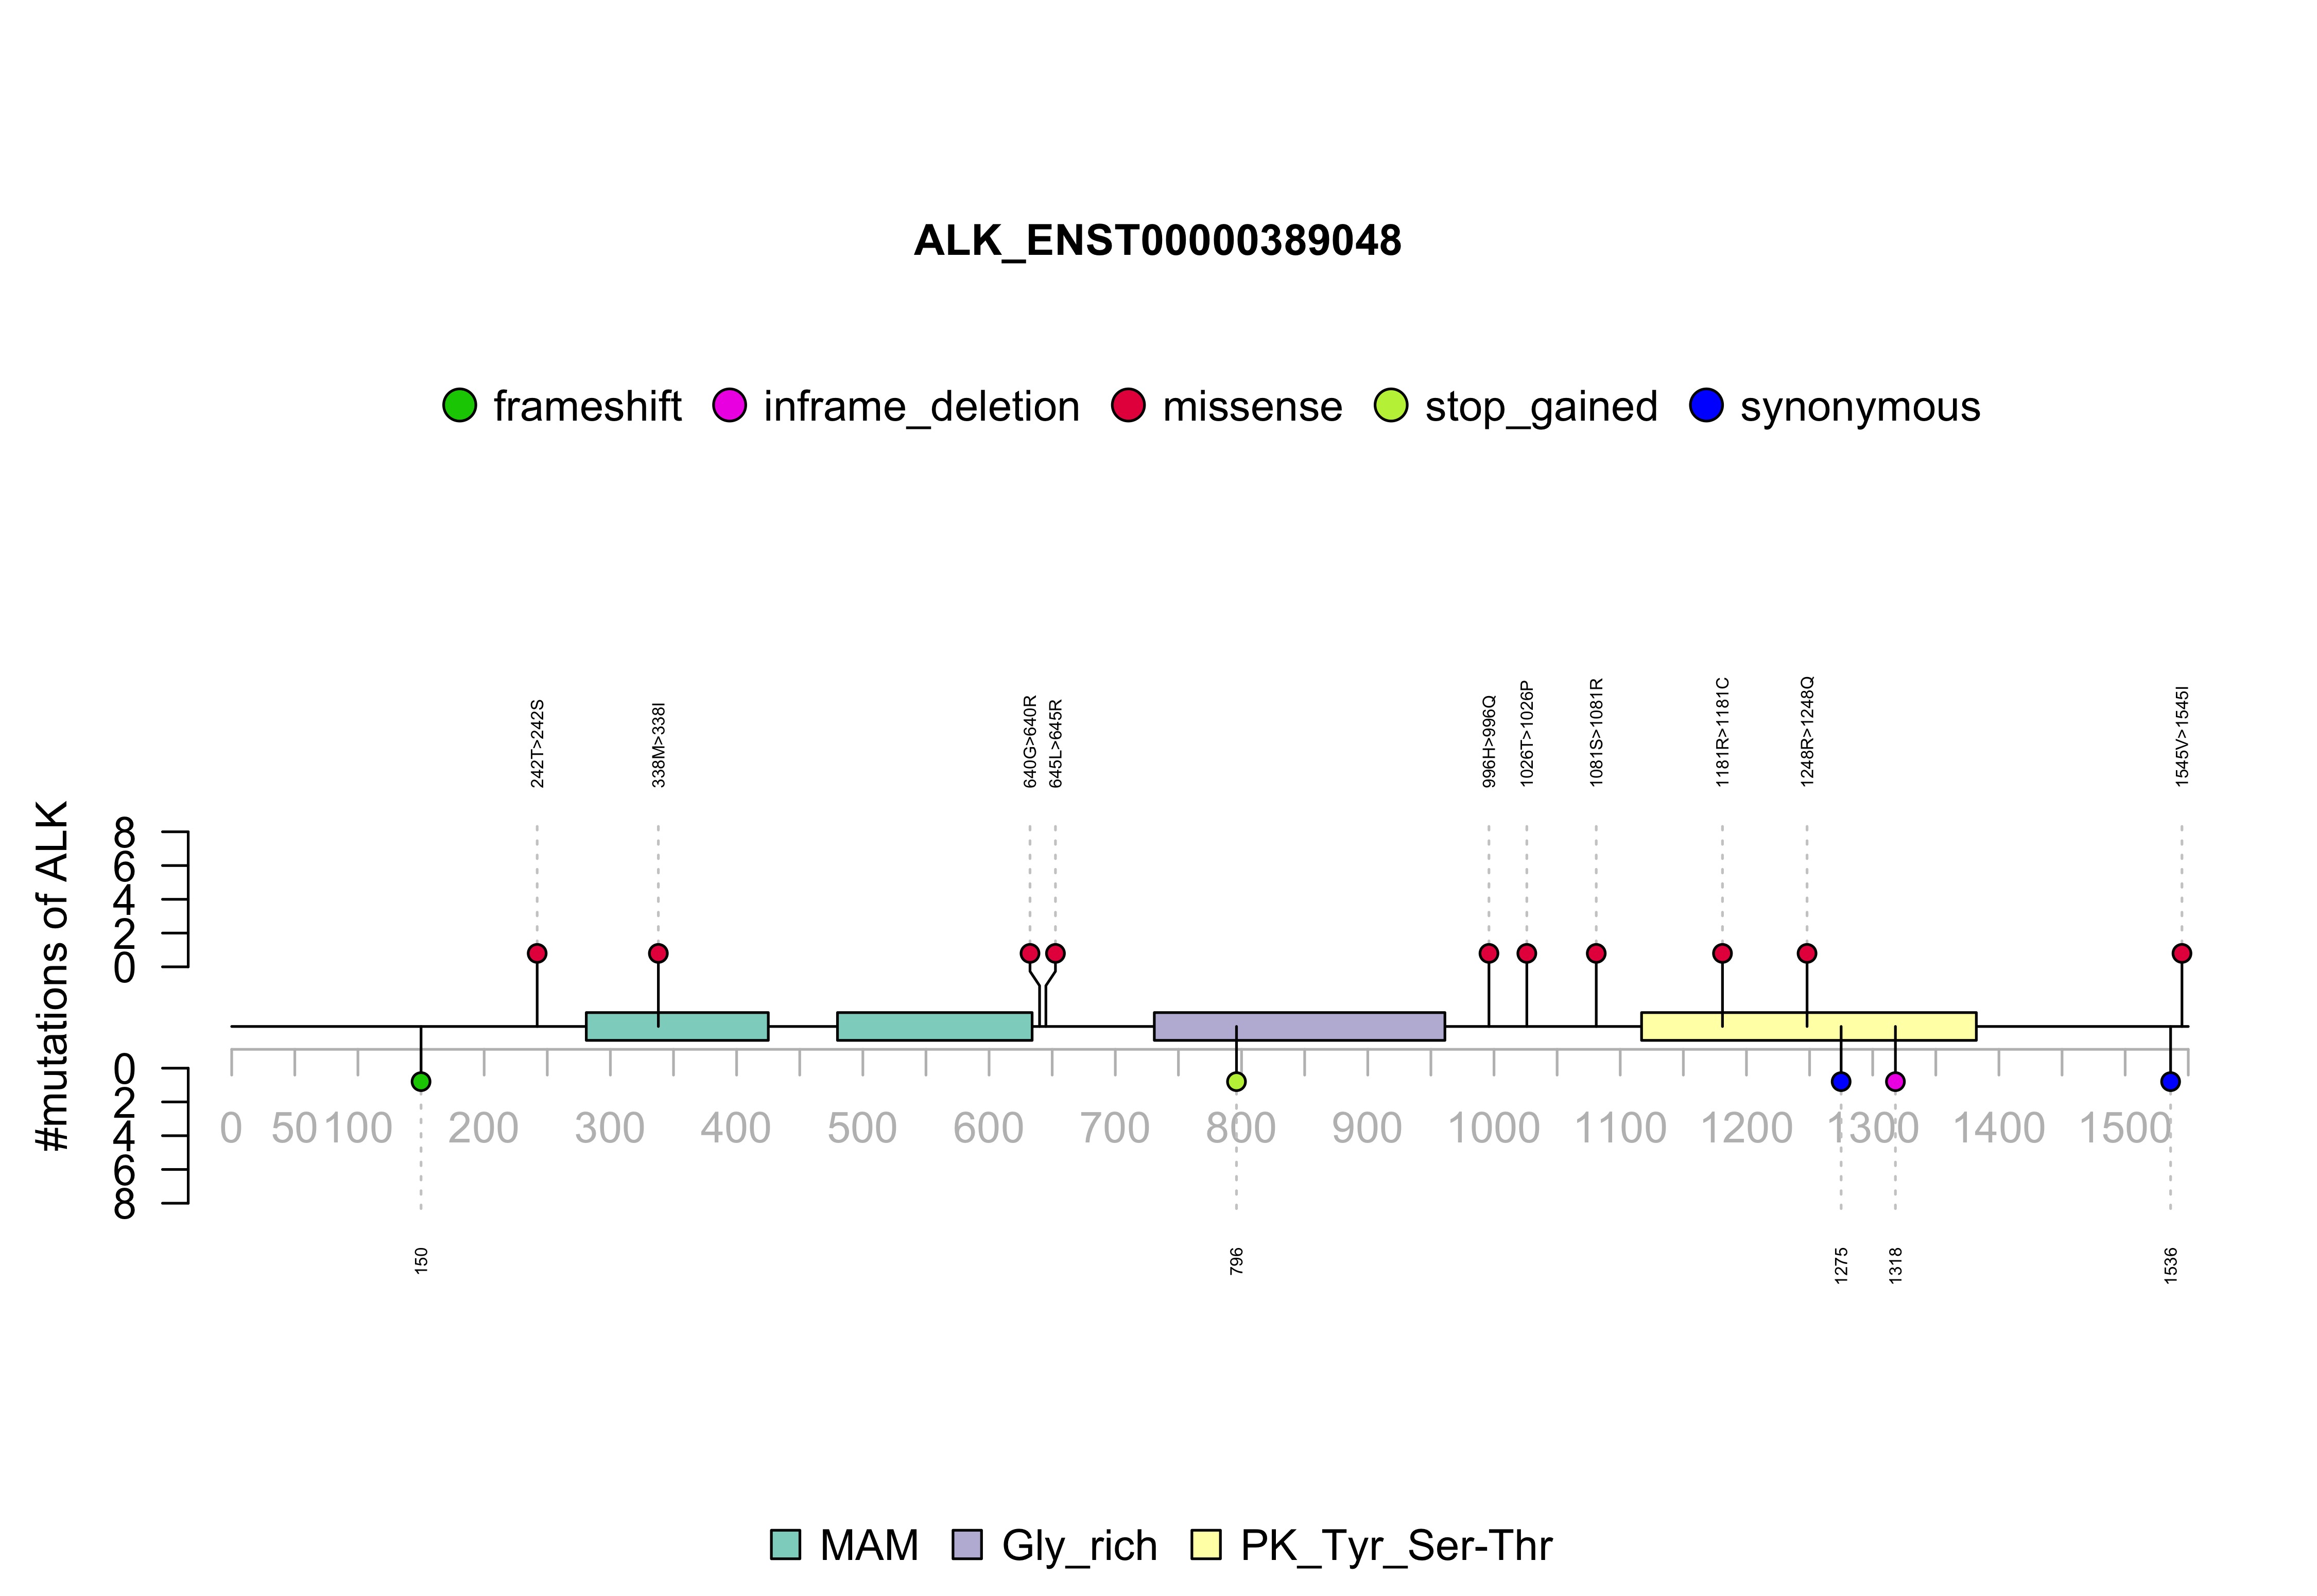 ALK_ENST00000389048
frameshift inframe_deletion missense stop_gained synonymous
242T>242S
338M>338I
640G>640R
645L>645R
996H>996Q
1026T>1026P
1081S>1081R
1181R>1181C
1248R>1248Q
1545V>1545I
#mutations of ALK
8
6
4
2
0
0
2
4
6
8
0 50 100 200 300 400 500 600 700 800 900 1000 1100 1200 1300 1400 1500
150
796
1275
1318
1536
MAM Gly_rich PK_Tyr_Ser-Thr